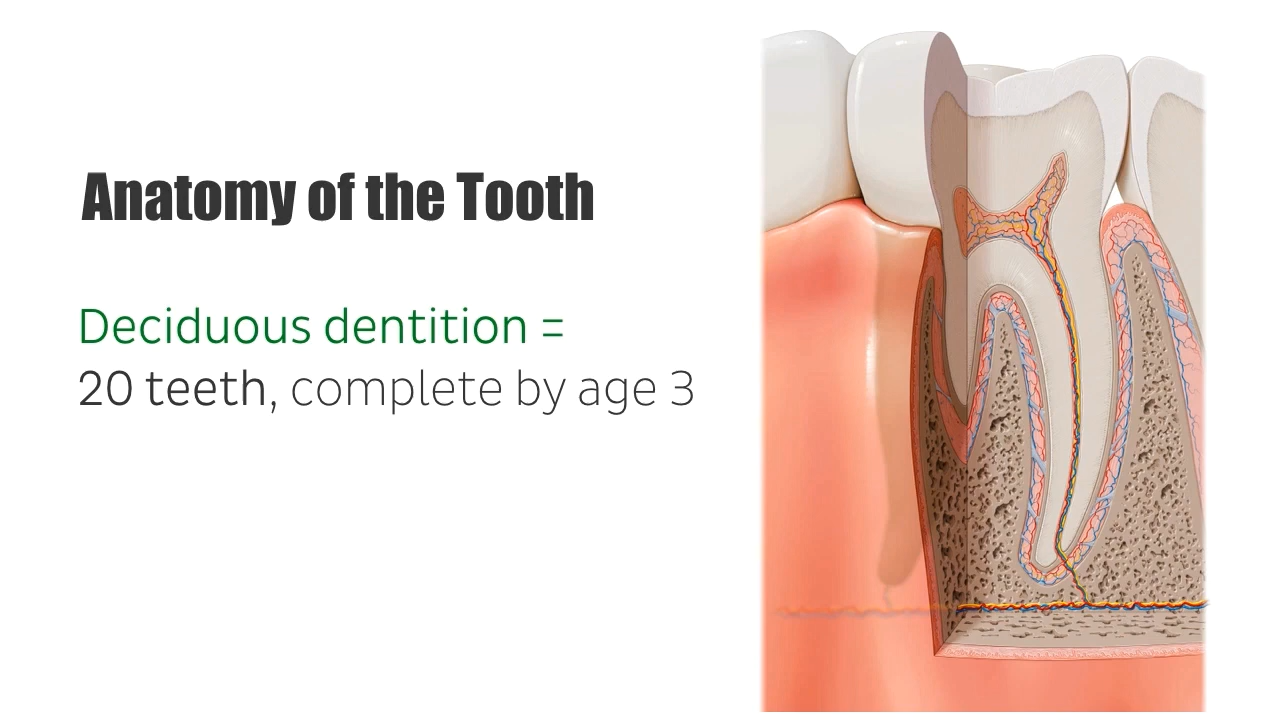 Anatomy of the Tooth
Deciduous dentition =
20 teeth, complete by age 3